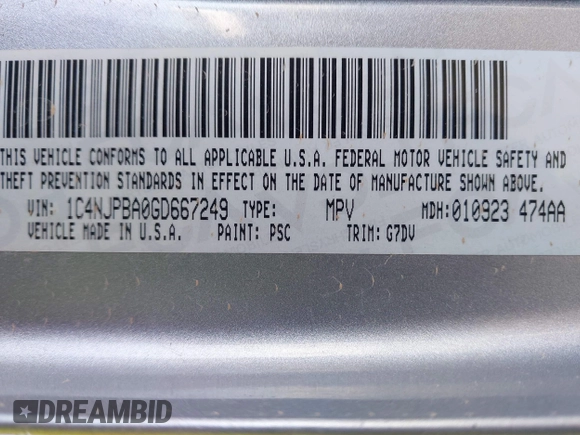 THIS VEHICLE CONFORMS TO ALL APPLICABLE U.S.A. FEDERAL MOTOR VEHICLE SAFETY AND
THEFT PREVENTION STANDARDS IN EFFECT ON THE DATE OF MANUFACTURE SHOWN ABOVE.
VIN: 1C4NJPBA0GD667249 TYPE: MPV MDH:010923 474AA
VEHICLE MADE IN U.S.A. PAINT: PSC TRIM: G7DV
DREAMBID